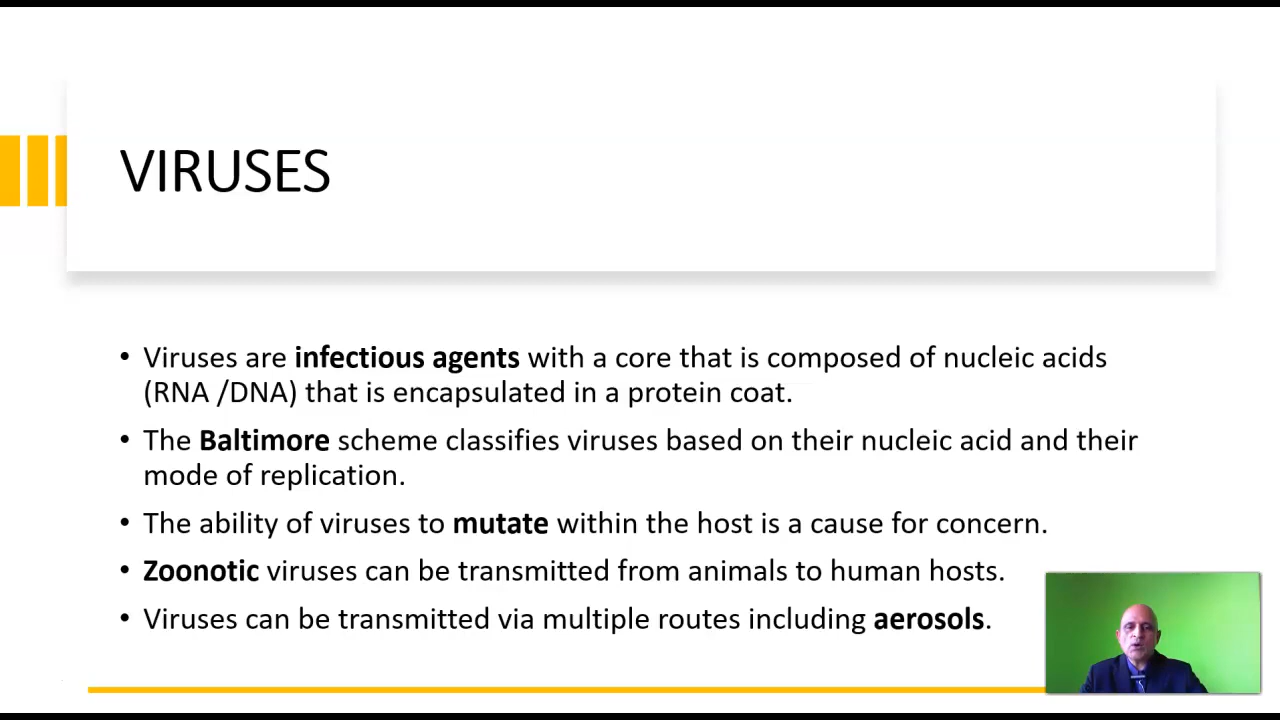 VIRUSES
• Viruses are infectious agents with a core that is composed of nucleic acids
(RNA /DNA) that is encapsulated in a protein coat.
• The Baltimore scheme classifies viruses based on their nucleic acid and their
mode of replication.
• The ability of viruses to mutate within the host is a cause for concern.
• Zoonotic viruses can be transmitted from animals to human hosts.
• Viruses can be transmitted via multiple routes including aerosols.